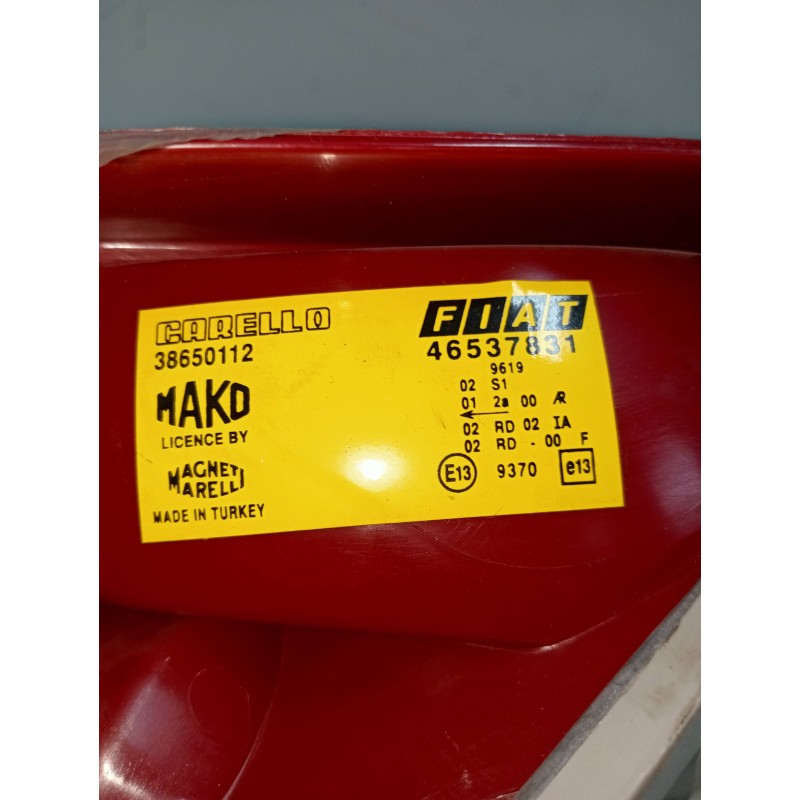 CARELLO
38650112
MAKO
LICENCE BY
MAGNETI
MARELLI
MADE IN TURKEY
FIAT
46537831
9619
02 S1
01 2a 00 AR
02 RD 02 IA
02 RD - 00 F
E13 9370 e13